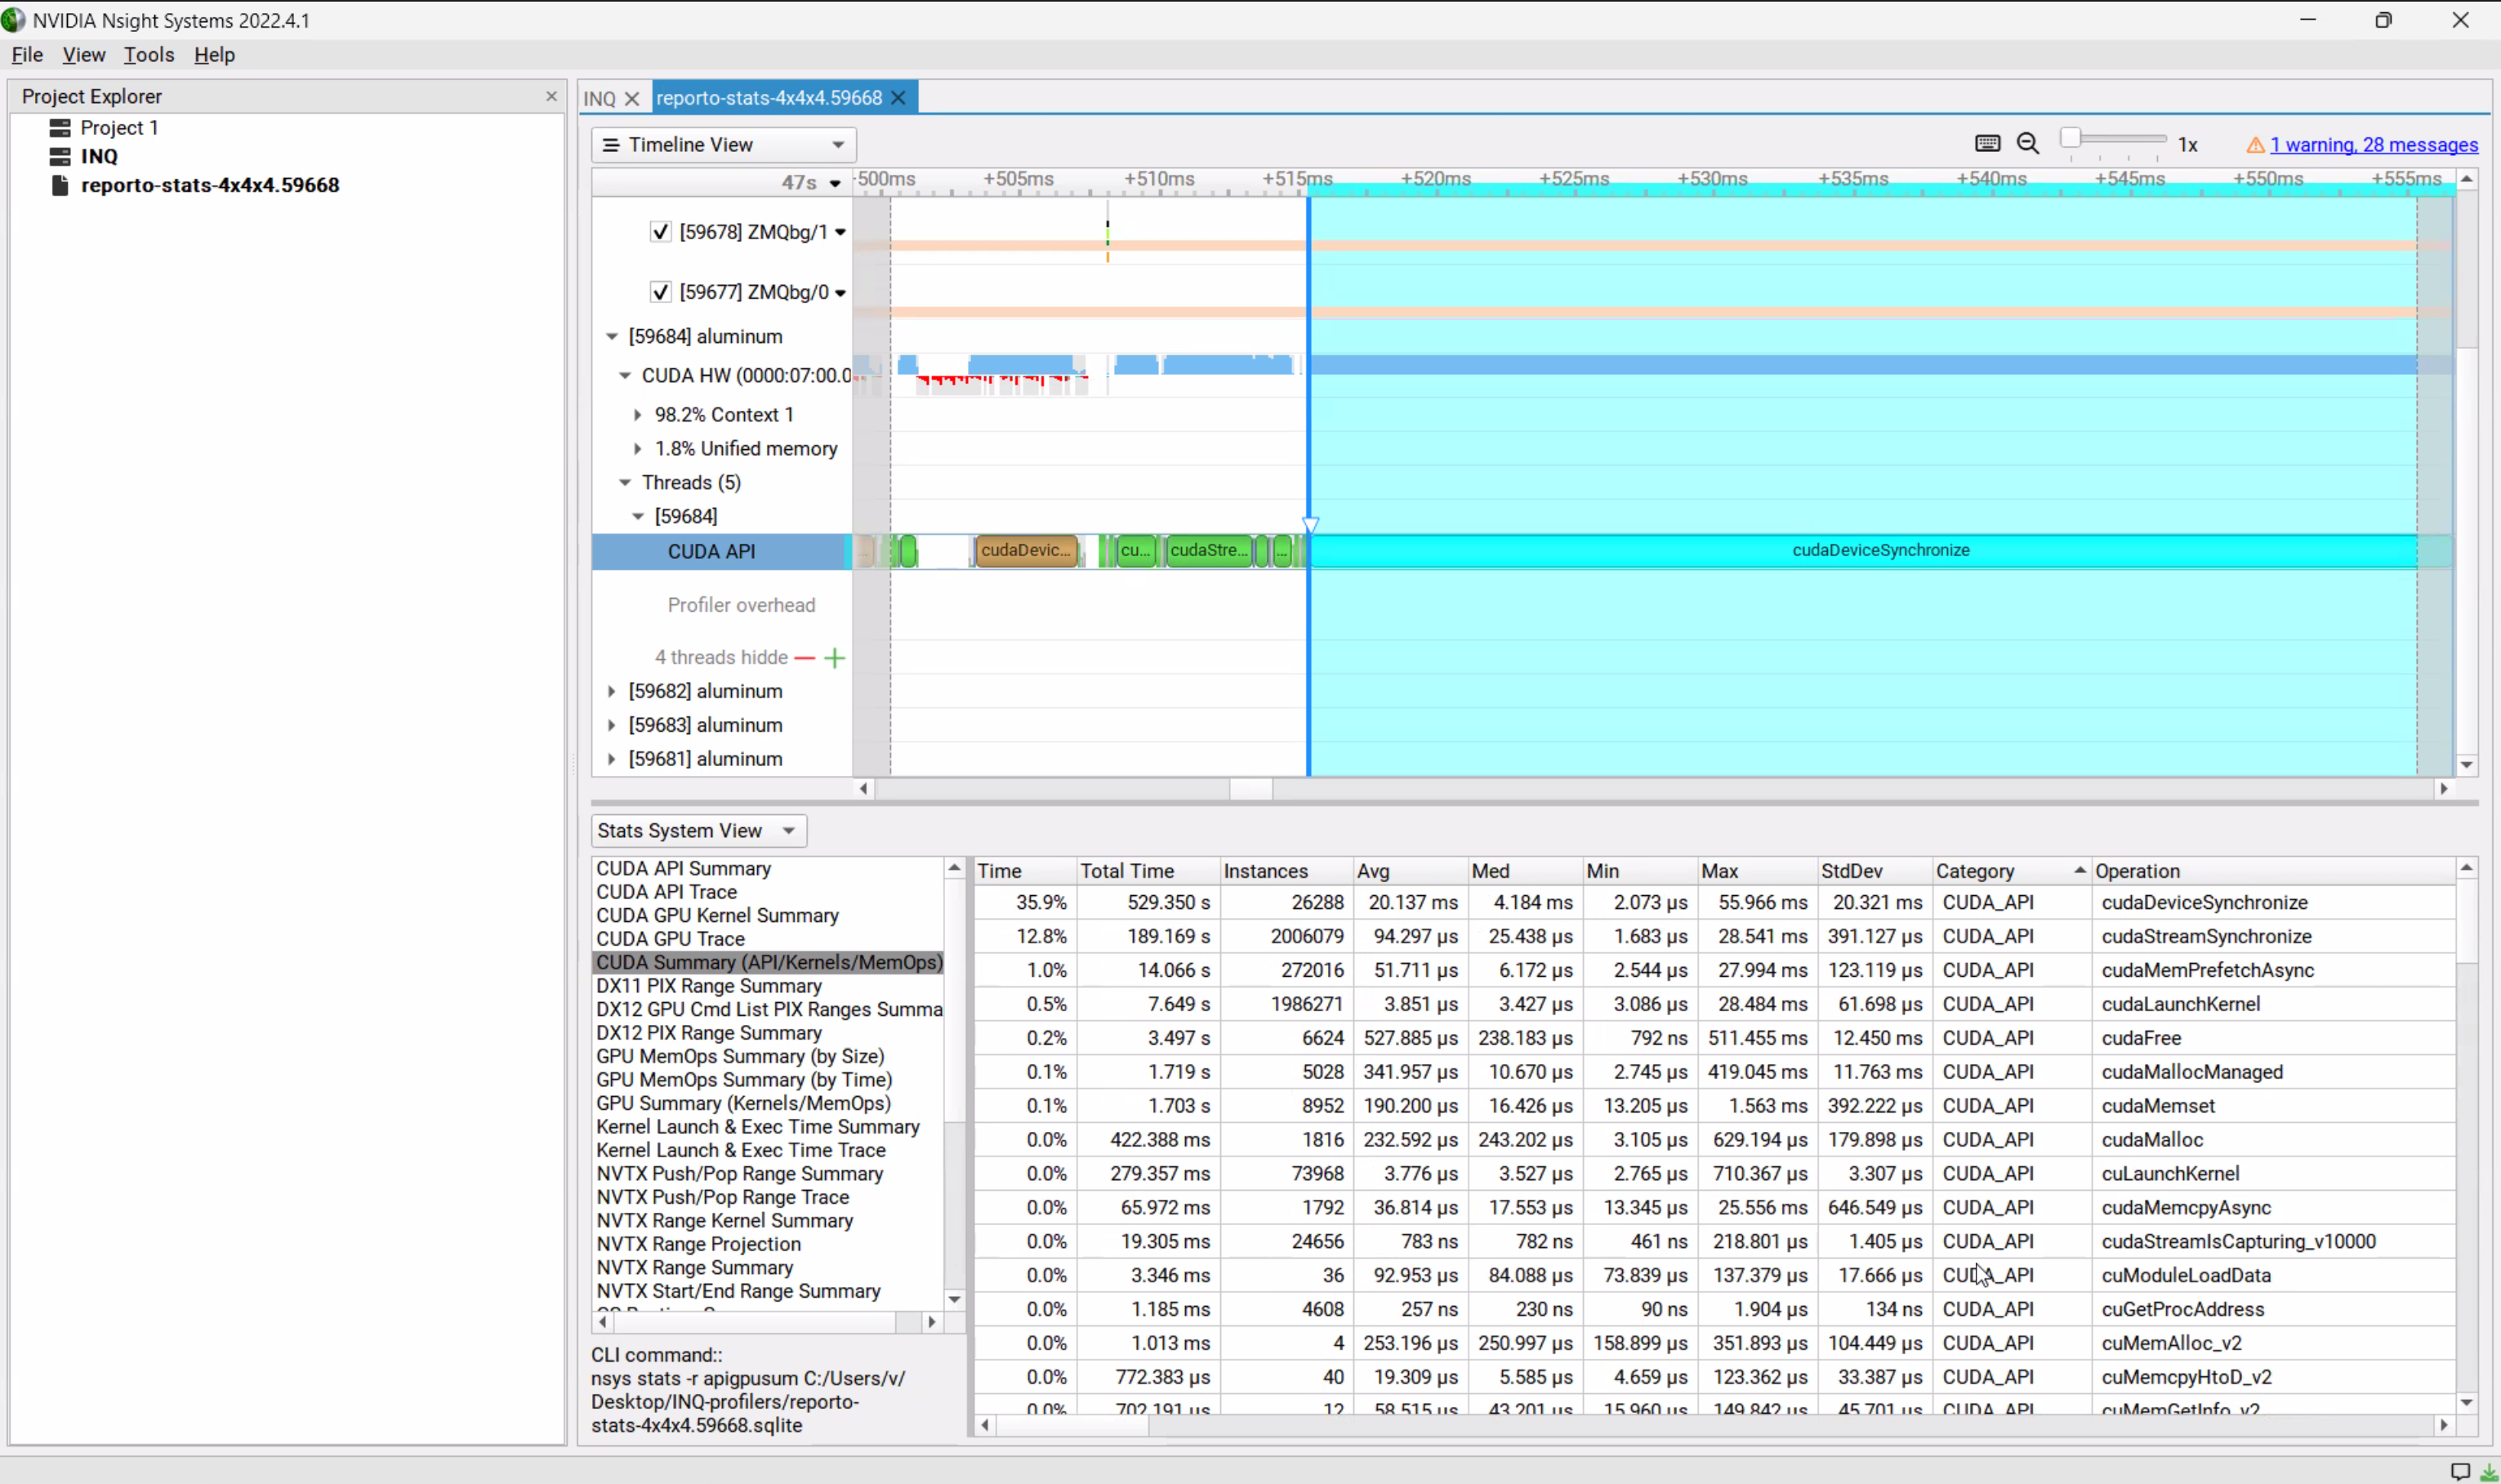 NVIDIA Nsight Systems 2022.4.1
File View Tools Help
Project Explorer
Project 1
INQ
reporto-stats-4x4x4.59668
INQ reporto-stats-4x4x4.59668
Timeline View 1x 1 warning, 28 messages
47s +500ms +505ms +510ms +515ms +520ms +525ms +530ms +535ms +540ms +545ms +550ms +555ms
[59678] ZMQbg/1
[59677] ZMQbg/0
[59684] aluminum
CUDA HW (0000:07:00.0
98.2% Context 1
1.8% Unified memory
Threads (5)
[59684]
CUDA API ... cudaDevic... cu... cudaStre... ... cudaDeviceSynchronize
Profiler overhead
4 threads hidde
[59682] aluminum
[59683] aluminum
[59681] aluminum
Stats System View
CUDA API Summary
CUDA API Trace
CUDA GPU Kernel Summary
CUDA GPU Trace
CUDA Summary (API/Kernels/MemOps)
DX11 PIX Range Summary
DX12 GPU Cmd List PIX Ranges Summa
DX12 PIX Range Summary
GPU MemOps Summary (by Size)
GPU MemOps Summary (by Time)
GPU Summary (Kernels/MemOps)
Kernel Launch & Exec Time Summary
Kernel Launch & Exec Time Trace
NVTX Push/Pop Range Summary
NVTX Push/Pop Range Trace
NVTX Range Kernel Summary
NVTX Range Projection
NVTX Range Summary
NVTX Start/End Range Summary
CLI command::
nsys stats -r apigpusum C:/Users/v/
Desktop/INQ-profilers/reporto-
stats-4x4x4.59668.sqlite
Time Total Time Instances Avg Med Min Max StdDev Category Operation
35.9% 529.350 s 26288 20.137 ms 4.184 ms 2.073 μs 55.966 ms 20.321 ms CUDA_API cudaDeviceSynchronize
12.8% 189.169 s 2006079 94.297 μs 25.438 μs 1.683 μs 28.541 ms 391.127 μs CUDA_API cudaStreamSynchronize
1.0% 14.066 s 272016 51.711 μs 6.172 μs 2.544 μs 27.994 ms 123.119 μs CUDA_API cudaMemPrefetchAsync
0.5% 7.649 s 1986271 3.851 μs 3.427 μs 3.086 μs 28.484 ms 61.698 μs CUDA_API cudaLaunchKernel
0.2% 3.497 s 6624 527.885 μs 238.183 μs 792 ns 511.455 ms 12.450 ms CUDA_API cudaFree
0.1% 1.719 s 5028 341.957 μs 10.670 μs 2.745 μs 419.045 ms 11.763 ms CUDA_API cudaMallocManaged
0.1% 1.703 s 8952 190.200 μs 16.426 μs 13.205 μs 1.563 ms 392.222 μs CUDA_API cudaMemset
0.0% 422.388 ms 1816 232.592 μs 243.202 μs 3.105 μs 629.194 μs 179.898 μs CUDA_API cudaMalloc
0.0% 279.357 ms 73968 3.776 μs 3.527 μs 2.765 μs 710.367 μs 3.307 μs CUDA_API cuLaunchKernel
0.0% 65.972 ms 1792 36.814 μs 17.553 μs 13.345 μs 25.556 ms 646.549 μs CUDA_API cudaMemcpyAsync
0.0% 19.305 ms 24656 783 ns 782 ns 461 ns 218.801 μs 1.405 μs CUDA_API cudaStreamIsCapturing_v10000
0.0% 3.346 ms 36 92.953 μs 84.088 μs 73.839 μs 137.379 μs 17.666 μs CUDA_API cuModuleLoadData
0.0% 1.185 ms 4608 257 ns 230 ns 90 ns 1.904 μs 134 ns CUDA_API cuGetProcAddress
0.0% 1.013 ms 4 253.196 μs 250.997 μs 158.899 μs 351.893 μs 104.449 μs CUDA_API cuMemAlloc_v2
0.0% 772.383 μs 40 19.309 μs 5.585 μs 4.659 μs 123.362 μs 33.387 μs CUDA_API cuMemcpyHtoD_v2
0.0% 702.191 μs 12 58.515 μs 43.201 μs 15.960 μs 149.842 μs 45.701 μs CUDA_API cuMemGetInfo_v2